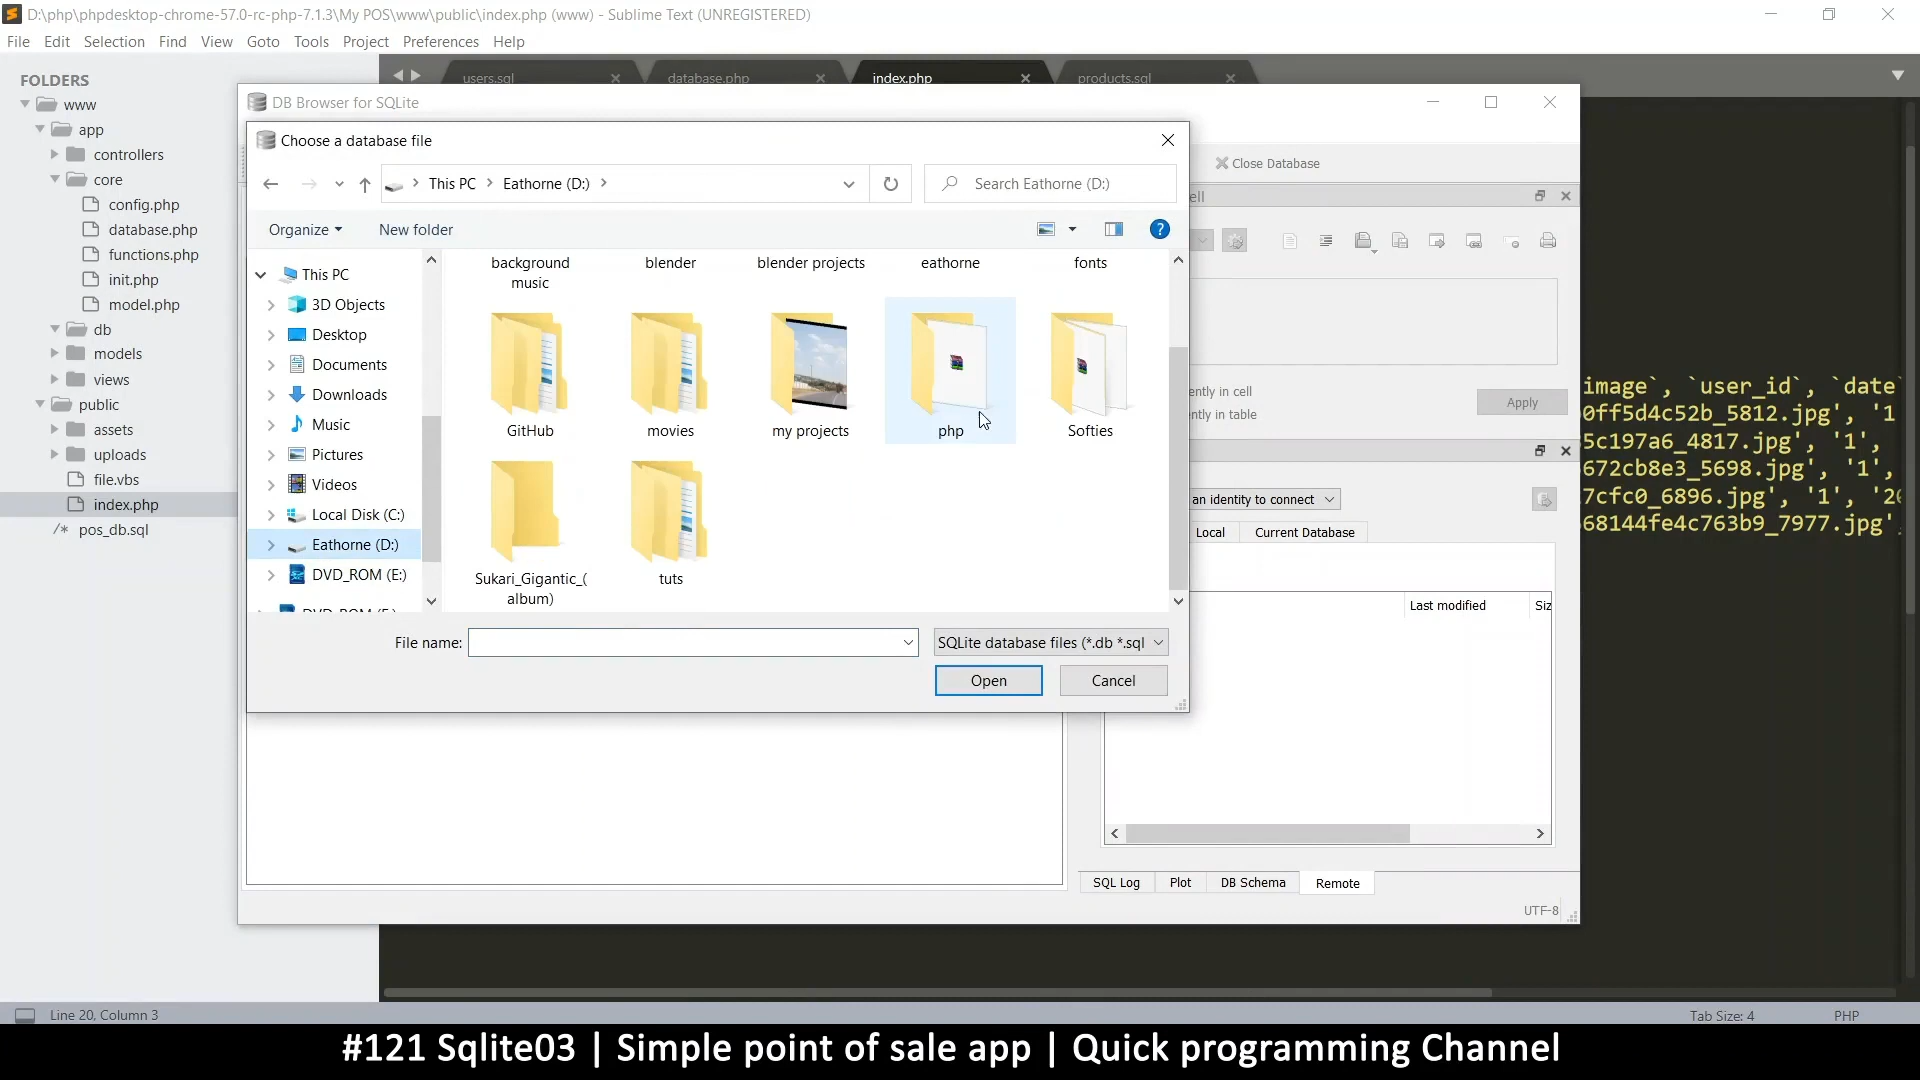 D:\php\phpdesktop-chrome-57.0-rc-php-7.1.3\My POS\www\public\index.php (www) - Sublime Text (UNREGISTERED)
File Edit Selection Find View Goto Tools Project Preferences Help
FOLDERS
www
app
controllers
core
config.php
database.php
functions.php
init.php
model.php
db
models
views
public
assets
uploads
file.vbs
index.php
/* pos_db.sql
users.sql
database.php
index.php
products.sql
DB Browser for SQLite
Close Database
Choose a database file
This PC Eathorne (D:)
Search Eathorne (D:)
Organize
New folder
This PC
3D Objects
Desktop
Documents
Downloads
Music
Pictures
Videos
Local Disk (C:)
Eathorne (D:)
DVD_ROM (E:)
background
music
blender
blender projects
eathorne
fonts
GitHub
movies
my projects
php
Softies
Sukari_Gigantic_(
album)
tuts
File name:
SQLite database files (*.db *.sql
Open
Cancel
ell
ently in cell
ently in table
Apply
an identity to connect
Local
Current Database
Last modified
Siz
SQL Log
Plot
DB Schema
Remote
UTF-8
image`, `user_id`, `date`
0ff5d4c52b_5812.jpg', '1
5c197a6_4817.jpg', '1',
672cb8e3_5698.jpg', '1',
7cfc0_6896.jpg', '1', '20
68144fe4c763b9_7977.jpg'
Line 20, Column 3
Tab Size: 4
PHP
#121 Sqlite03 | Simple point of sale app | Quick programming Channel